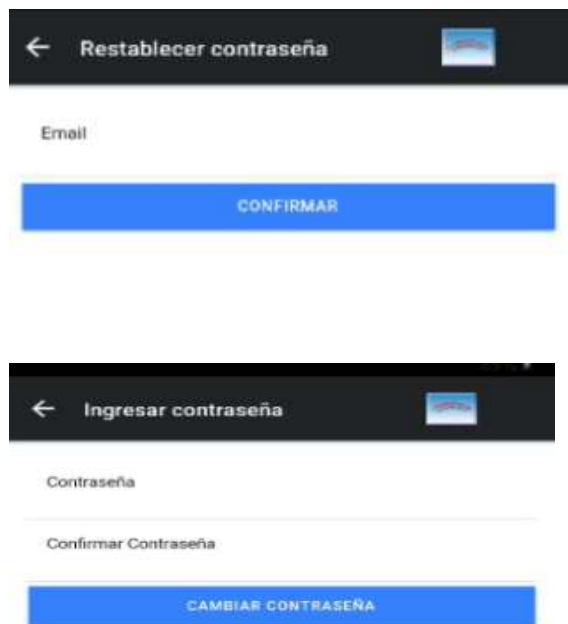 Restablecer contraseña
Email
CONFIRMAR
Ingresar contraseña
Contraseña
Confirmar Contraseña
CAMBIAR CONTRASEÑA